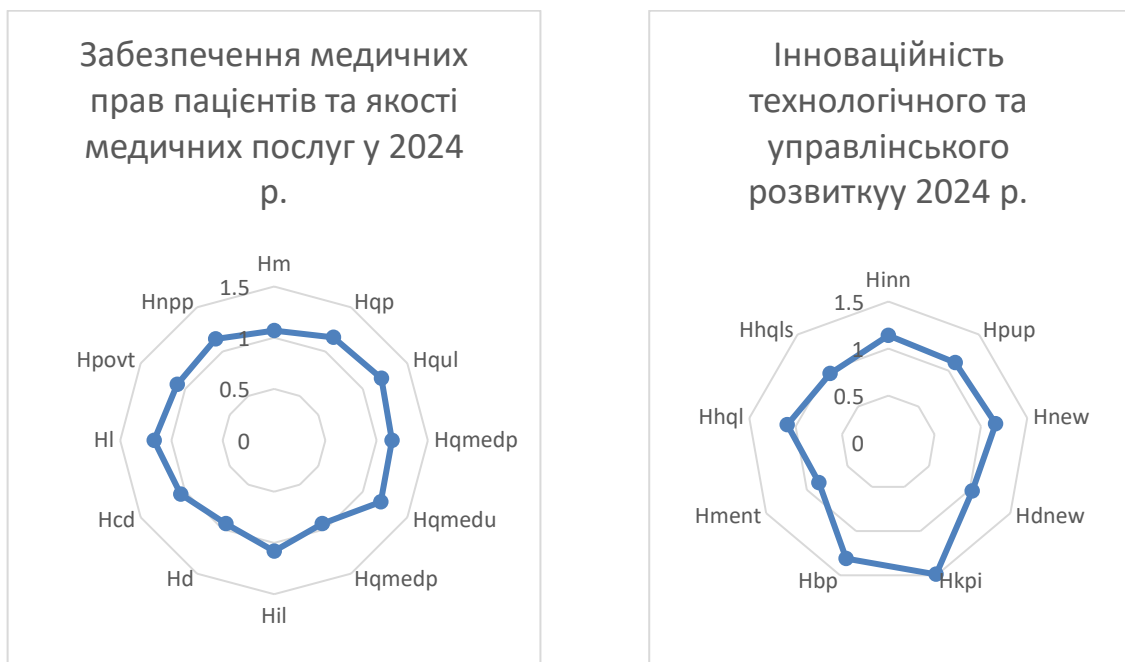 Забезпечення медичних
прав пацієнтів та якості
медичних послуг у 2024
р.
Hm
Hqp
Hqul
Hqmedp
Hqmedu
Hqmedp
Hil
Hd
Hcd
Hl
Hpovt
Hnpp
1.5
1
0.5
0
Інноваційність
технологічного та
управлінського
розвиткуу 2024 р.
Hinn
Hpup
Hnew
Hdnew
Hkpi
Hbp
Hment
Hhql
Hhqls
1.5
1
0.5
0